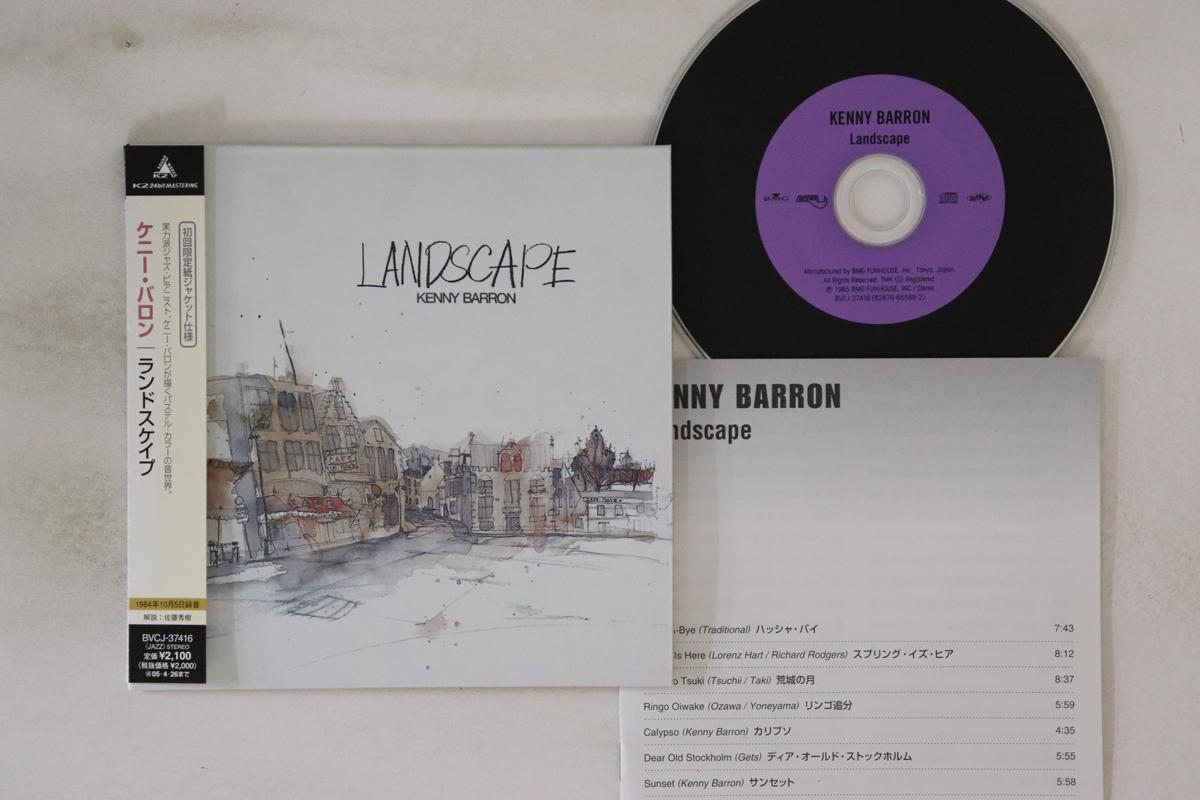 K2
K2 24bit MASTERING
初回限定紙ジャケット仕様
実力派ジャズ・ピアニスト、ケニー・バロンが描くパステル・カラーの音世界。
ケニー・バロン｜ランドスケイプ
1984年10月5日録音
解説：佐藤秀樹
BVCJ-37416
(JAZZ) STEREO
定価¥2,100
(税抜価格¥2,000)
㋹05・4・26まで
LANDSCAPE
KENNY BARRON
KENNY BARRON
Landscape
BMG
Manufactured by BMG FUNHOUSE, Inc., Tokyo, Japan.
All Rights Reserved. TMK (S) Registered
Ⓟ 1985 BMG FUNHOUSE, INC / Stereo
BVCJ-37416 (82876-65589-2)
NNY BARRON
ndscape
-Bye (Traditional) ハッシャ・バイ 7:43
Is Here (Lorenz Hart / Richard Rodgers) スプリング・イズ・ヒア 8:12
o Tsuki (Tsuchii / Taki) 荒城の月 8:37
Ringo Oiwake (Ozawa / Yoneyama) リンゴ追分 5:59
Calypso (Kenny Barron) カリプソ 4:35
Dear Old Stockholm (Gets) ディア・オールド・ストックホルム 5:55
Sunset (Kenny Barron) サンセット 5:58